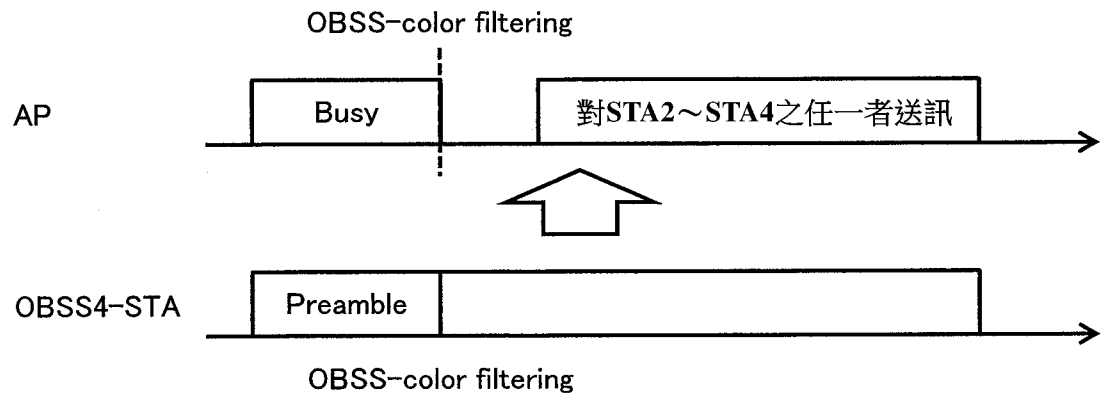 OBSS-color filtering
AP
Busy
對STA2～STA4之任一者送訊
OBSS4-STA
Preamble
OBSS-color filtering